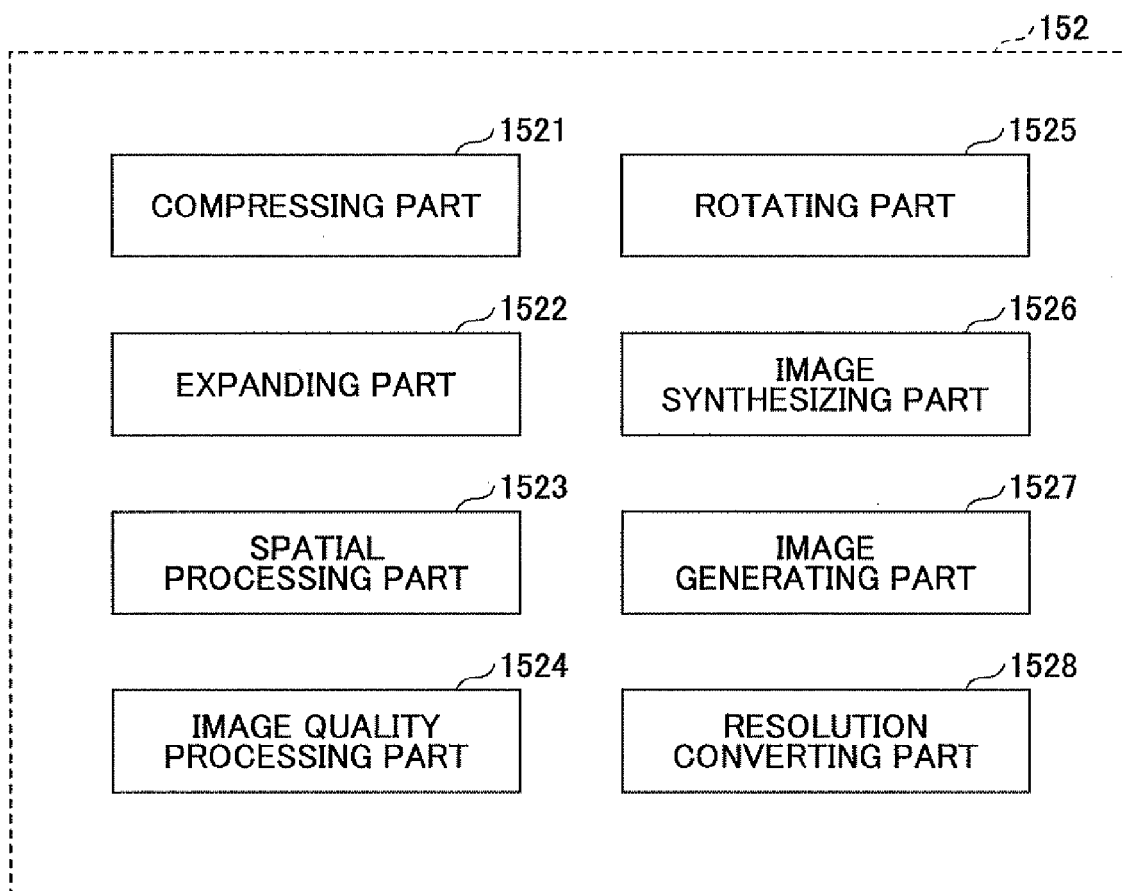 152
1521
COMPRESSING PART
1525
ROTATING PART
1522
EXPANDING PART
1526
IMAGE
SYNTHESIZING PART
1523
SPATIAL
PROCESSING PART
1527
IMAGE
GENERATING PART
1524
IMAGE QUALITY
PROCESSING PART
1528
RESOLUTION
CONVERTING PART